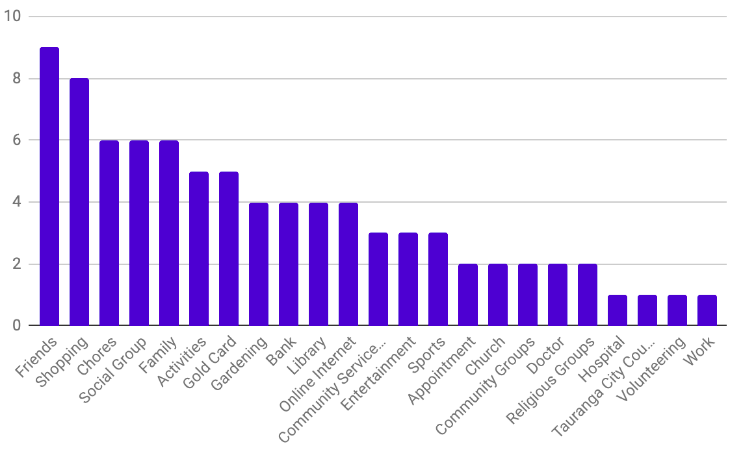 10
8
6
4
2
0
Friends
Shopping
Chores
Social Group
Family
Activities
Gold Card
Gardening
Bank
Library
Online Internet
Community Service...
Entertainment
Sports
Appointment
Church
Community Groups
Doctor
Religious Groups
Hospital
Tauranga City Cou...
Volunteering
Work